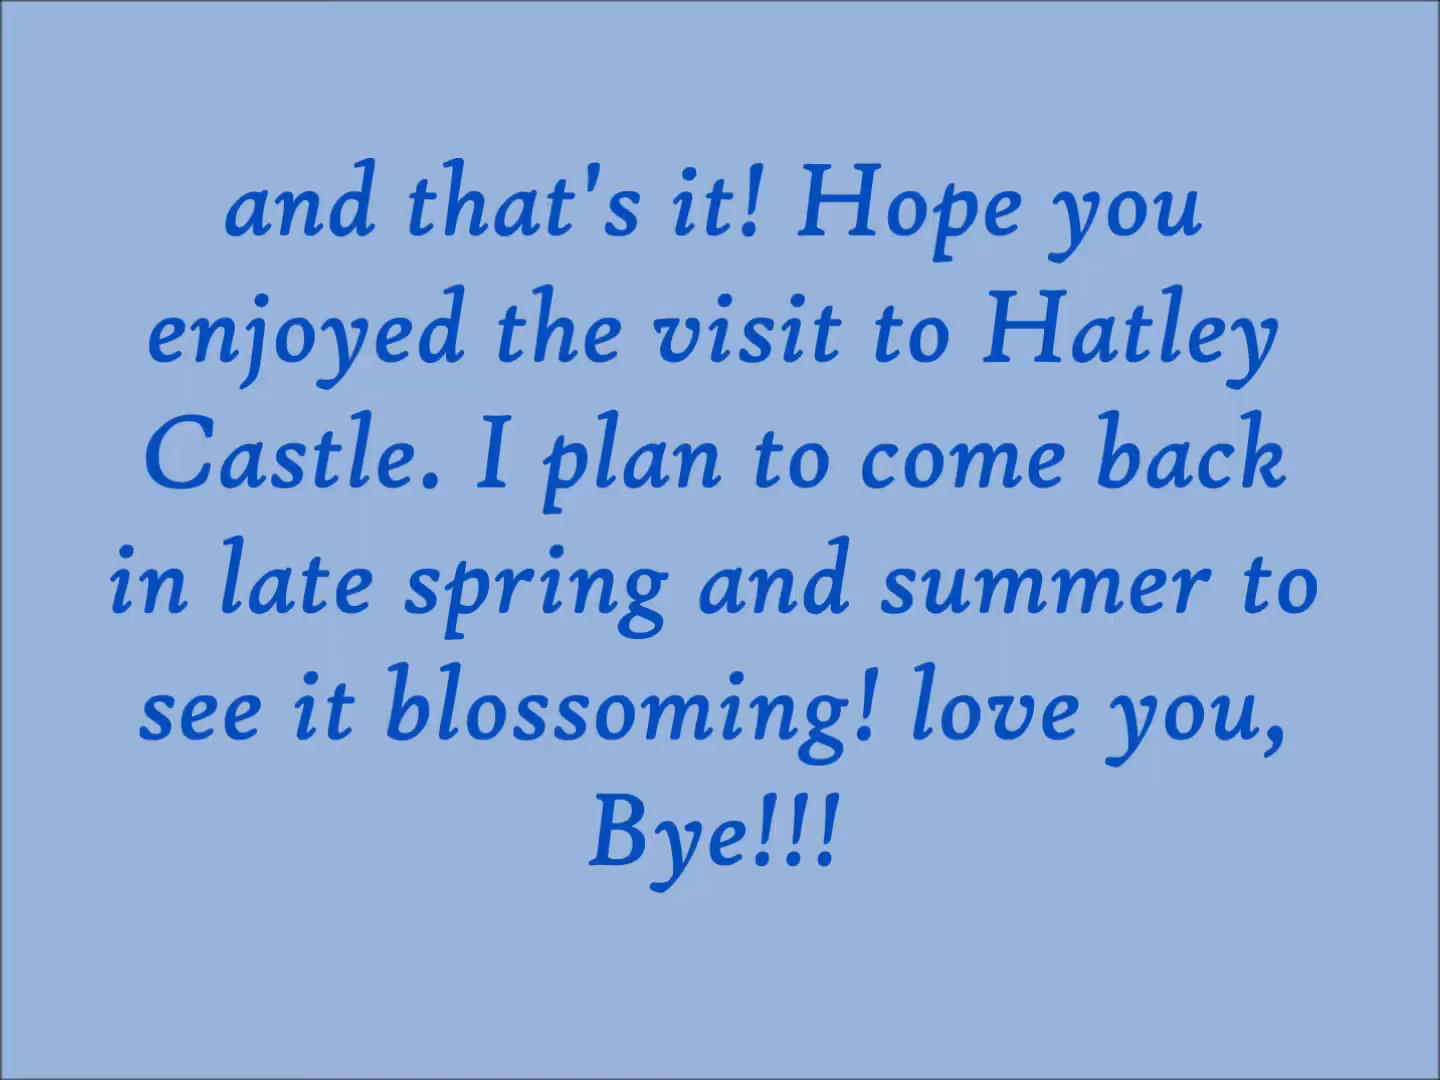 and that's it! Hope you
enjoyed the visit to Hatley
Castle. I plan to come back
in late spring and summer to
see it blossoming! love you,
Bye!!!